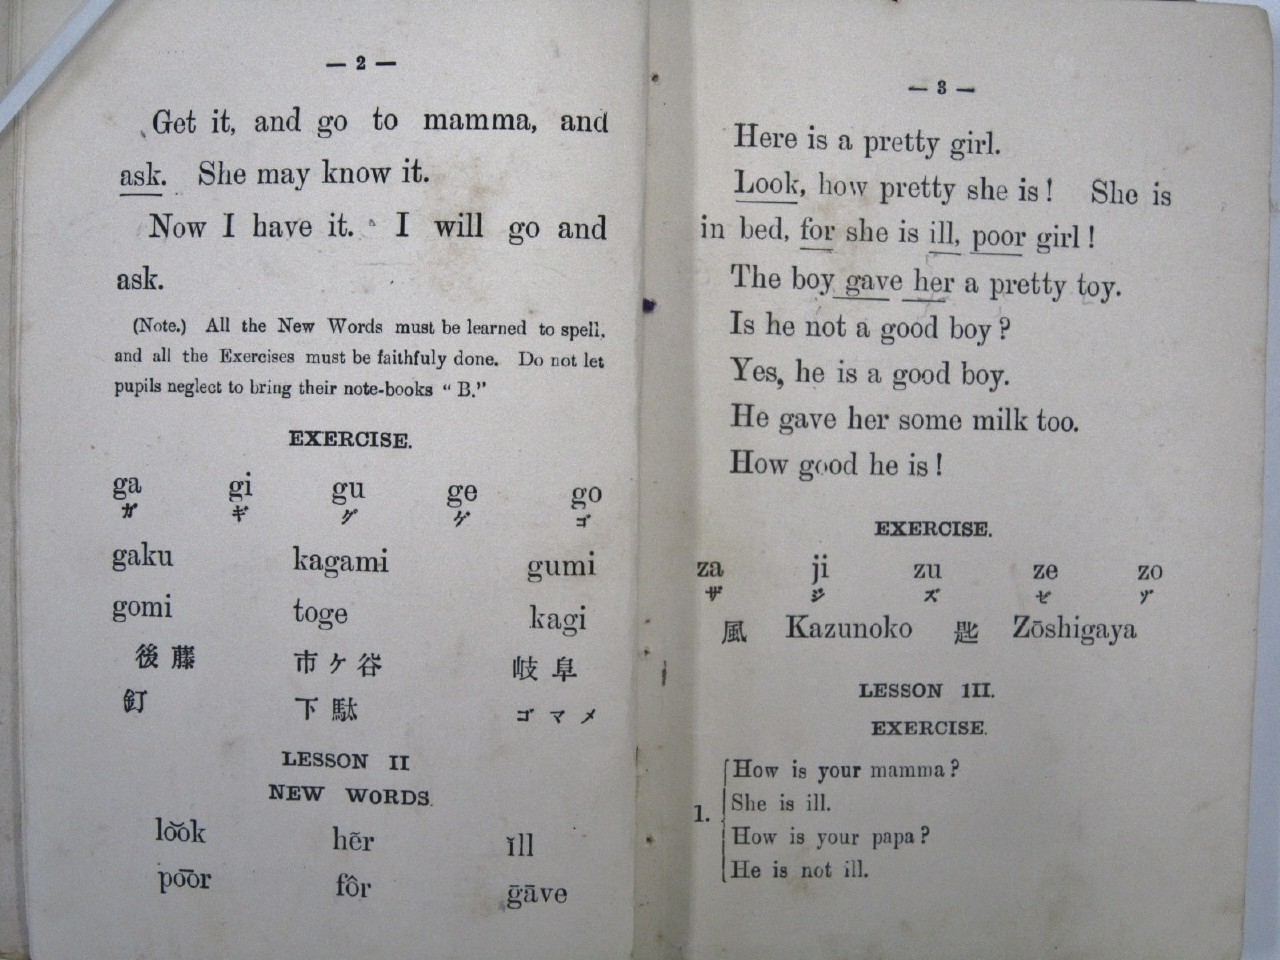 — 2 —
Get it, and go to mamma, and
ask. She may know it.
Now I have it. I will go and
ask.
(Note.) All the New Words must be learned to spell,
and all the Exercises must be faithfuly done. Do not let
pupils neglect to bring their note-books “ B.”
EXERCISE.
ga gi gu ge go
ガ ギ グ ゲ ゴ
gaku kagami gumi
gomi toge kagi
後藤 市ケ谷 岐阜
釘 下駄 ゴマメ
LESSON II
NEW WORDS.
lo͝ok hẽr ĭll
po͞or fôr ḡāve
— 3 —
Here is a pretty girl.
Look, how pretty she is! She is
in bed, for she is ill, poor girl!
The boy gave her a pretty toy.
Is he not a good boy?
Yes, he is a good boy.
He gave her some milk too.
How good he is!
EXERCISE.
za ji zu ze zo
ザ ジ ズ ゼ ゾ
風 Kazunoko 匙 Zōshigaya
LESSON III.
EXERCISE.
1. How is your mamma?
She is ill.
How is your papa?
He is not ill.